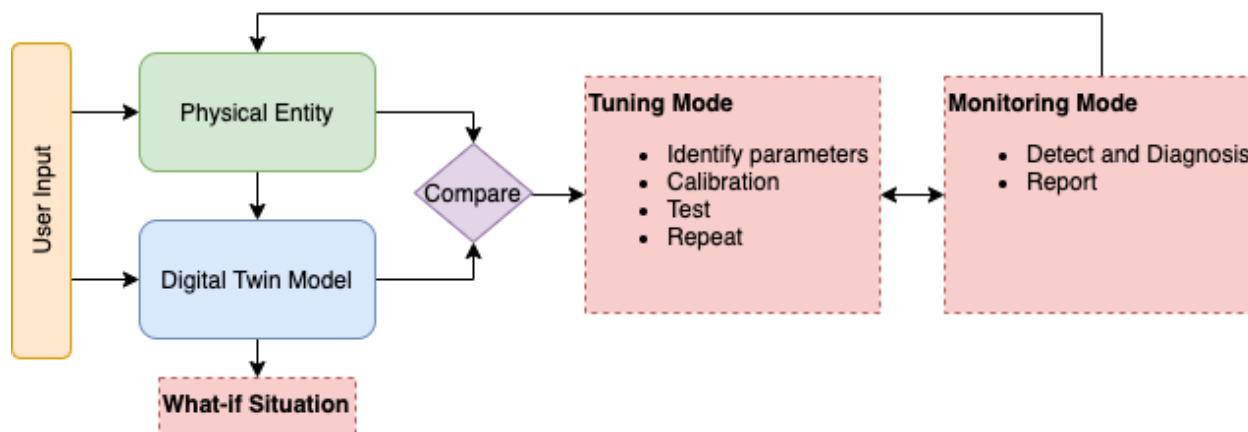 User Input
Physical Entity
Digital Twin Model
What-if Situation
Compare
Tuning Mode
• Identify parameters
• Calibration
• Test
• Repeat
Monitoring Mode
• Detect and Diagnosis
• Report